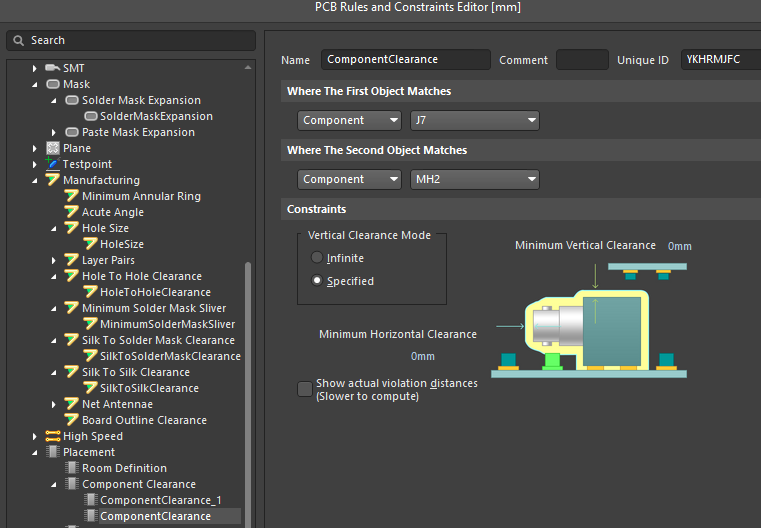 PCB Rules and Constraints Editor [mm]
Search
SMT
Mask
Solder Mask Expansion
SolderMaskExpansion
Paste Mask Expansion
Plane
Testpoint
Manufacturing
Minimum Annular Ring
Acute Angle
Hole Size
HoleSize
Layer Pairs
Hole To Hole Clearance
HoleToHoleClearance
Minimum Solder Mask Sliver
MinimumSolderMaskSliver
Silk To Solder Mask Clearance
SilkToSolderMaskClearance
Silk To Silk Clearance
SilkToSilkClearance
Net Antennae
Board Outline Clearance
High Speed
Placement
Room Definition
Component Clearance
ComponentClearance_1
ComponentClearance
Name ComponentClearance Comment Unique ID YKHRMJFC
Where The First Object Matches
Component J7
Where The Second Object Matches
Component MH2
Constraints
Vertical Clearance Mode
Infinite
Specified
Minimum Vertical Clearance 0mm
Minimum Horizontal Clearance
0mm
Show actual violation distances
(Slower to compute)